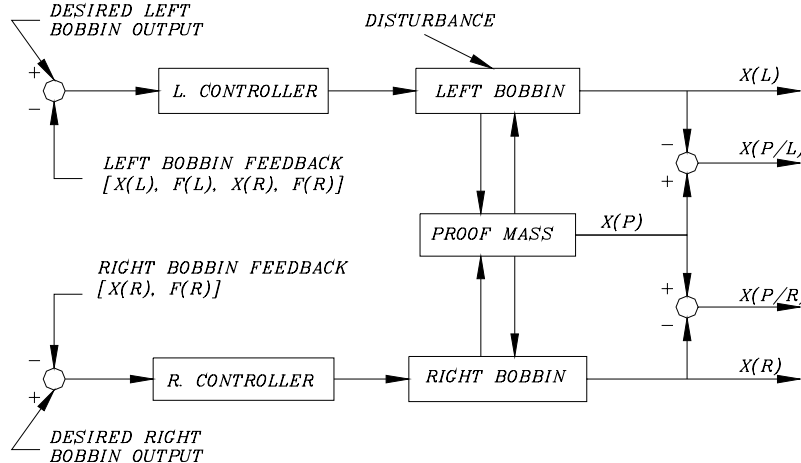 DESIRED LEFT
BOBBIN OUTPUT
DISTURBANCE
+
−
L. CONTROLLER
LEFT BOBBIN
X(L)
−
+
X(P/L)
LEFT BOBBIN FEEDBACK
[X(L), F(L), X(R), F(R)]
PROOF MASS
X(P)
RIGHT BOBBIN FEEDBACK
[X(R), F(R)]
+
−
X(P/R)
−
+
R. CONTROLLER
RIGHT BOBBIN
X(R)
DESIRED RIGHT
BOBBIN OUTPUT